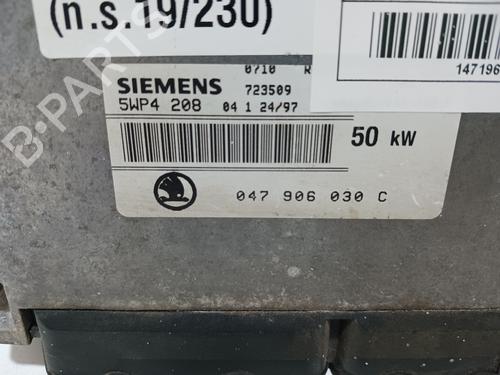 (n.s.19/230)
0710 R
SIEMENS 723509
5WP4 208 04 1 24/97
50 kW
047 906 030 C
147196
B-PARTS